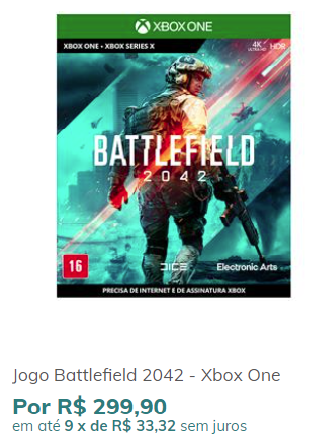 XBOX ONE
XBOX ONE • XBOX SERIES X
4K
ULTRA HD
HDR
BATTLEFIELD
2042
16
DICE
Electronic Arts
PRECISA DE INTERNET E DE ASSINATURA XBOX
Jogo Battlefield 2042 - Xbox One
Por R$ 299,90
em até 9 x de R$ 33,32 sem juros